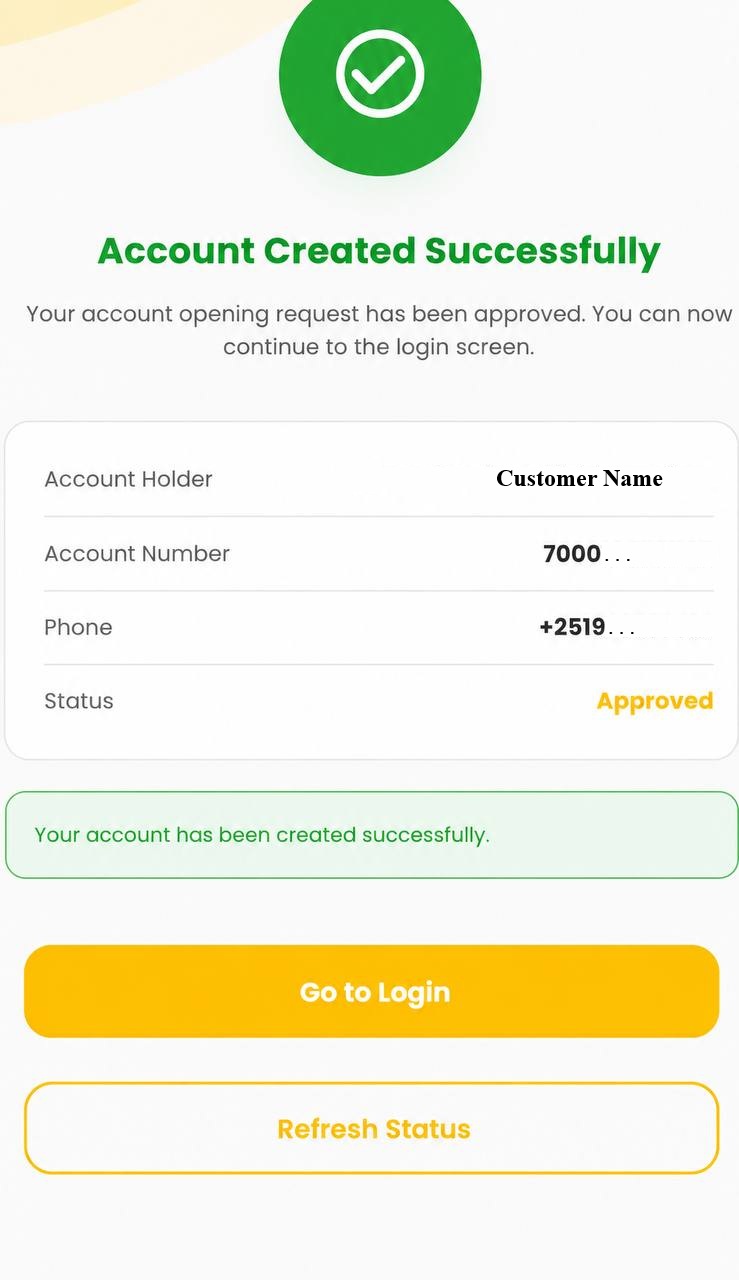 Account Created Successfully
Your account opening request has been approved. You can now
continue to the login screen.
Account Holder Customer Name
Account Number 7000...
Phone +2519...
Status Approved
Your account has been created successfully.
Go to Login
Refresh Status